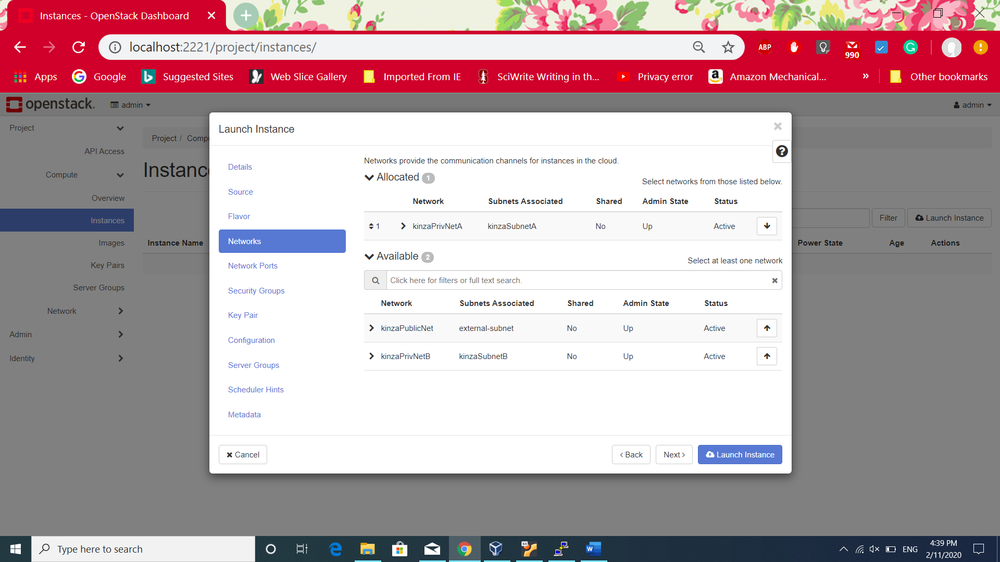 Instances - OpenStack Dashboard
localhost:2221/project/instances/
ABP
990
Apps Google Suggested Sites Web Slice Gallery Imported From IE SciWrite Writing in th... Privacy error Amazon Mechanical... » Other bookmarks
openstack. admin admin
Project
API Access
Compute
Overview
Instances
Images
Key Pairs
Server Groups
Network
Admin
Identity
Project / Compu
Instanc
Filter Launch Instance
Instance Name Power State Age Actions
Launch Instance
Details
Source
Flavor
Networks
Network Ports
Security Groups
Key Pair
Configuration
Server Groups
Scheduler Hints
Metadata
Networks provide the communication channels for instances in the cloud.
Allocated 1
Select networks from those listed below.
Network Subnets Associated Shared Admin State Status
1 kinzaPrivNetA kinzaSubnetA No Up Active
Available 2
Select at least one network
Click here for filters or full text search.
Network Subnets Associated Shared Admin State Status
kinzaPublicNet external-subnet No Up Active
kinzaPrivNetB kinzaSubnetB No Up Active
Cancel
‹ Back Next › Launch Instance
Type here to search
64
ENG
4:39 PM
2/11/2020